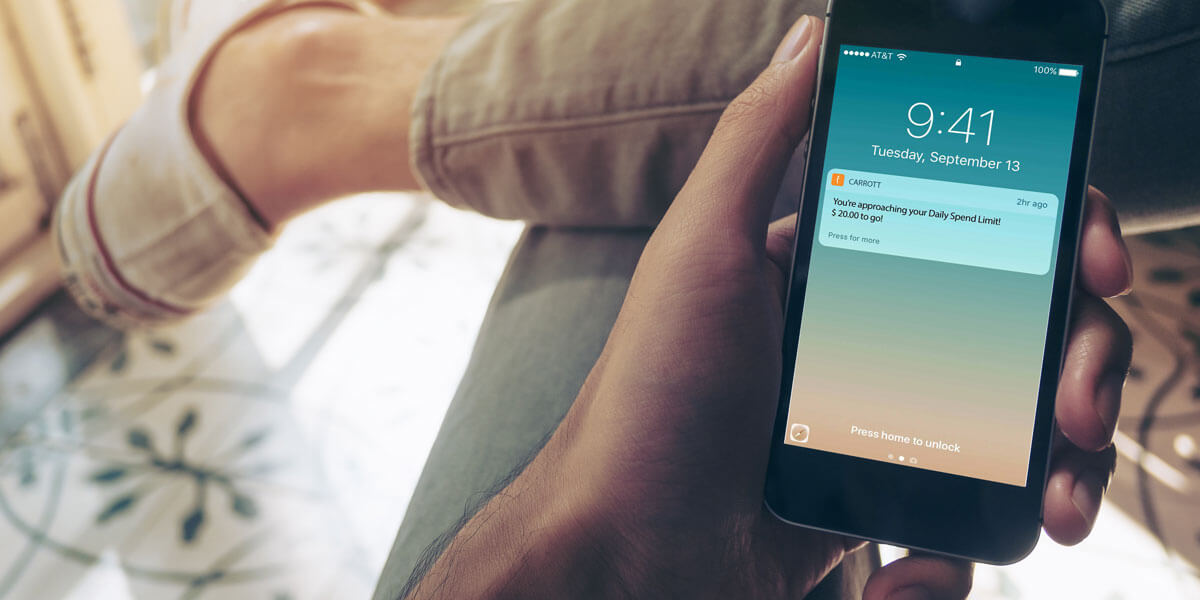 AT&T
100%
9:41
Tuesday, September 13
CARROTT
2hr ago
You're approaching your Daily Spend Limit!
$ 20.00 to go!
Press for more
Press home to unlock